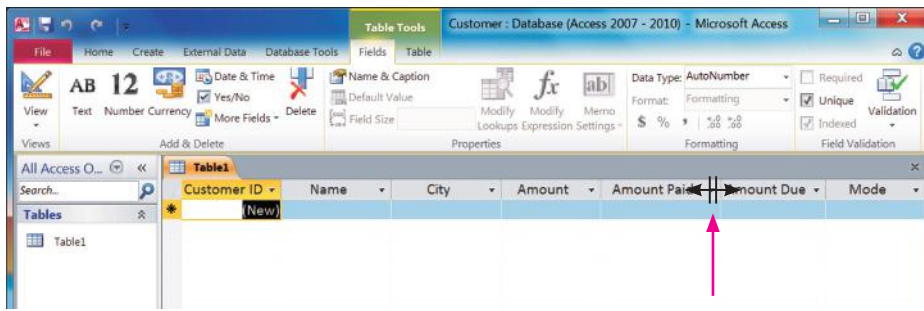 Table Tools
Customer : Database (Access 2007 - 2010) - Microsoft Access
File Home Create External Data Database Tools Fields Table
View
Views
AB Text
12 Number
Currency
Date & Time
Yes/No
More Fields
Delete
Add & Delete
Name & Caption
Default Value
Field Size
Modify Lookups
fx Modify Expression
ab Memo Settings
Properties
Data Type: AutoNumber
Format: Formatting
$ % ,
Formatting
Required
Unique
Indexed
Validation
Field Validation
All Access O...
Search...
Tables
Table1
Table1
Customer ID Name City Amount Amount Paid Amount Due Mode
(New)